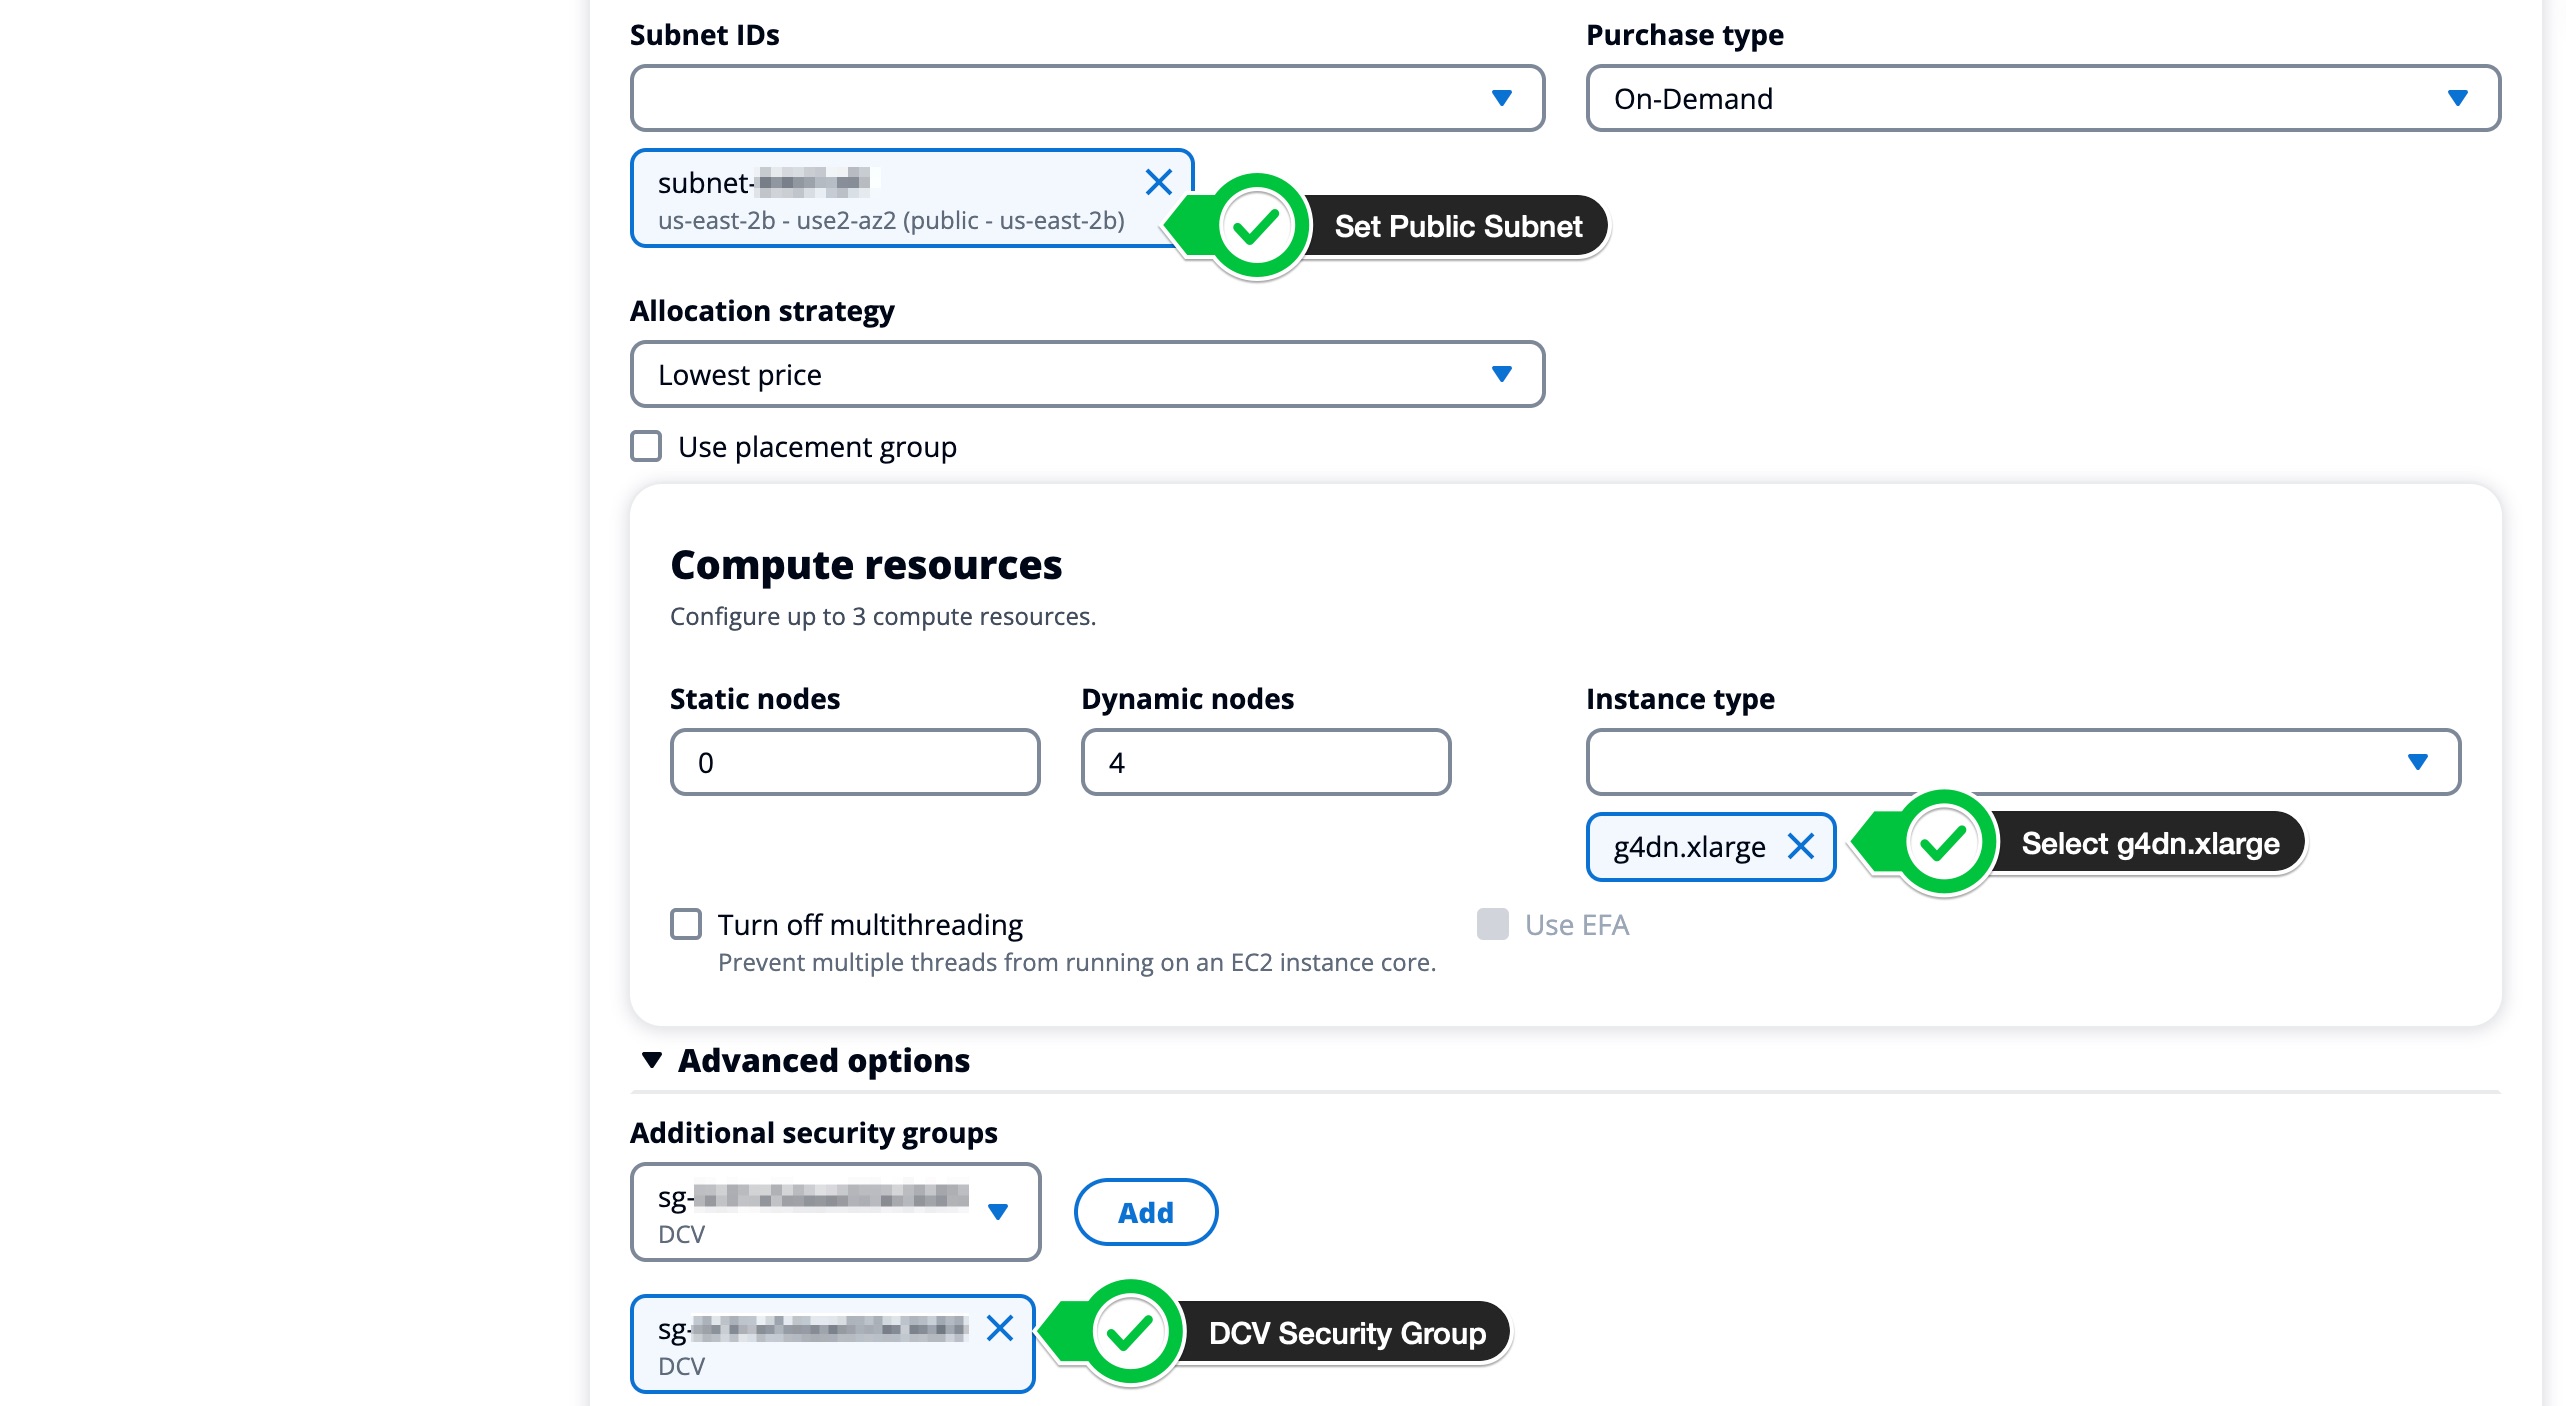 Subnet IDs
Purchase type
On-Demand
subnet-
us-east-2b - use2-az2 (public - us-east-2b)
Set Public Subnet
Allocation strategy
Lowest price
Use placement group
Compute resources
Configure up to 3 compute resources.
Static nodes
Dynamic nodes
Instance type
0
4
g4dn.xlarge
Select g4dn.xlarge
Turn off multithreading
Use EFA
Prevent multiple threads from running on an EC2 instance core.
Advanced options
Additional security groups
sg-
DCV
Add
sg-
DCV
DCV Security Group